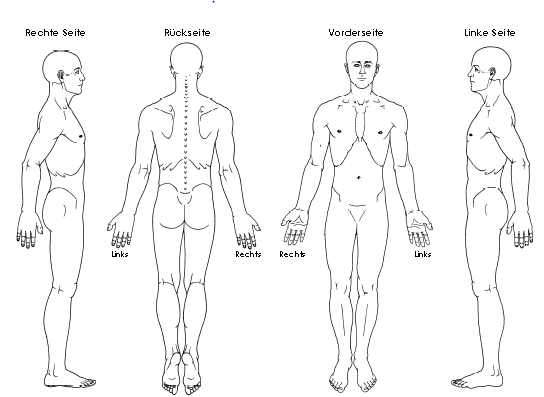 Rechte Seite
Rückseite
Vorderseite
Linke Seite
Links
Rechts
Rechts
Links